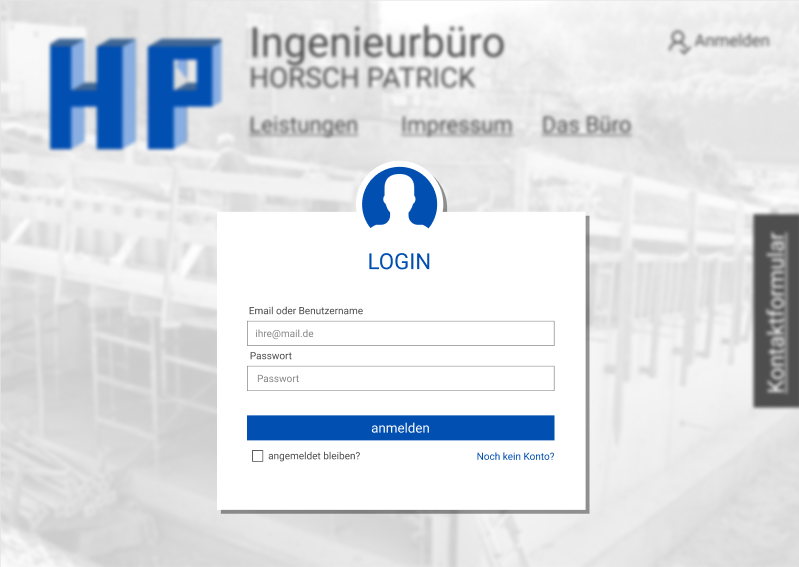 HP
Ingenieurbüro
HORSCH PATRICK
Anmelden
Leistungen Impressum Das Büro
LOGIN
Email oder Benutzername
ihre@mail.de
Passwort
Passwort
anmelden
angemeldet bleiben? Noch kein Konto?
Kontaktformular